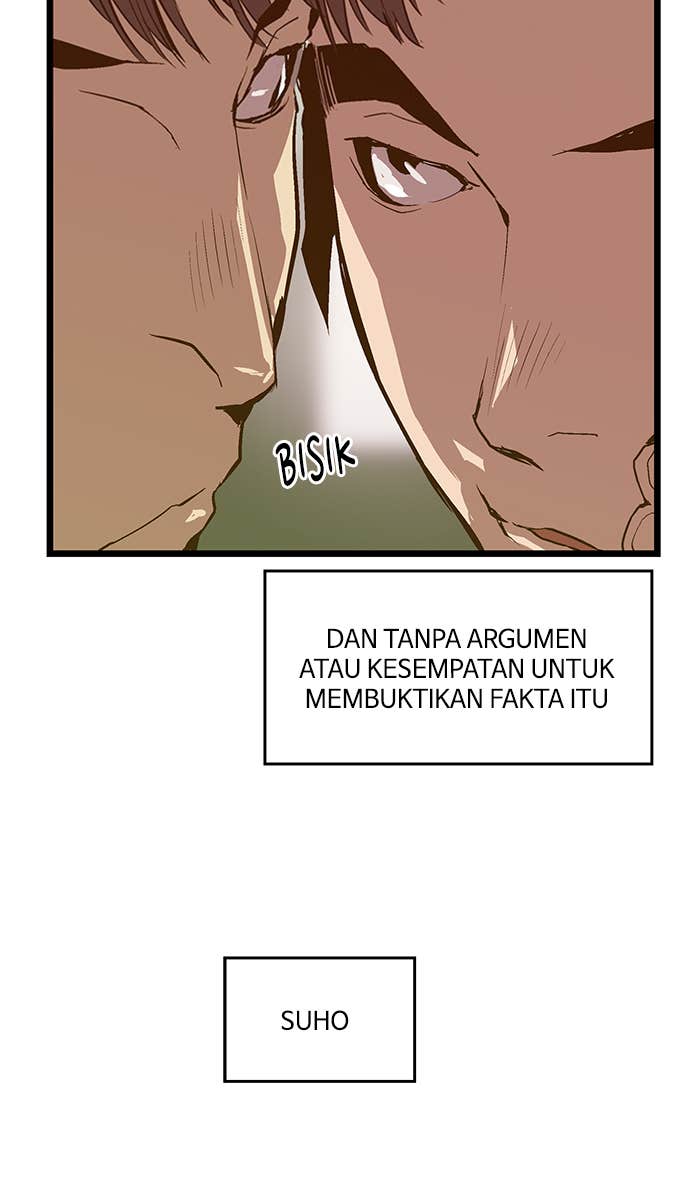 BISIK
DAN TANPA ARGUMEN
ATAU KESEMPATAN UNTUK
MEMBUKTIKAN FAKTA ITU
SUHO